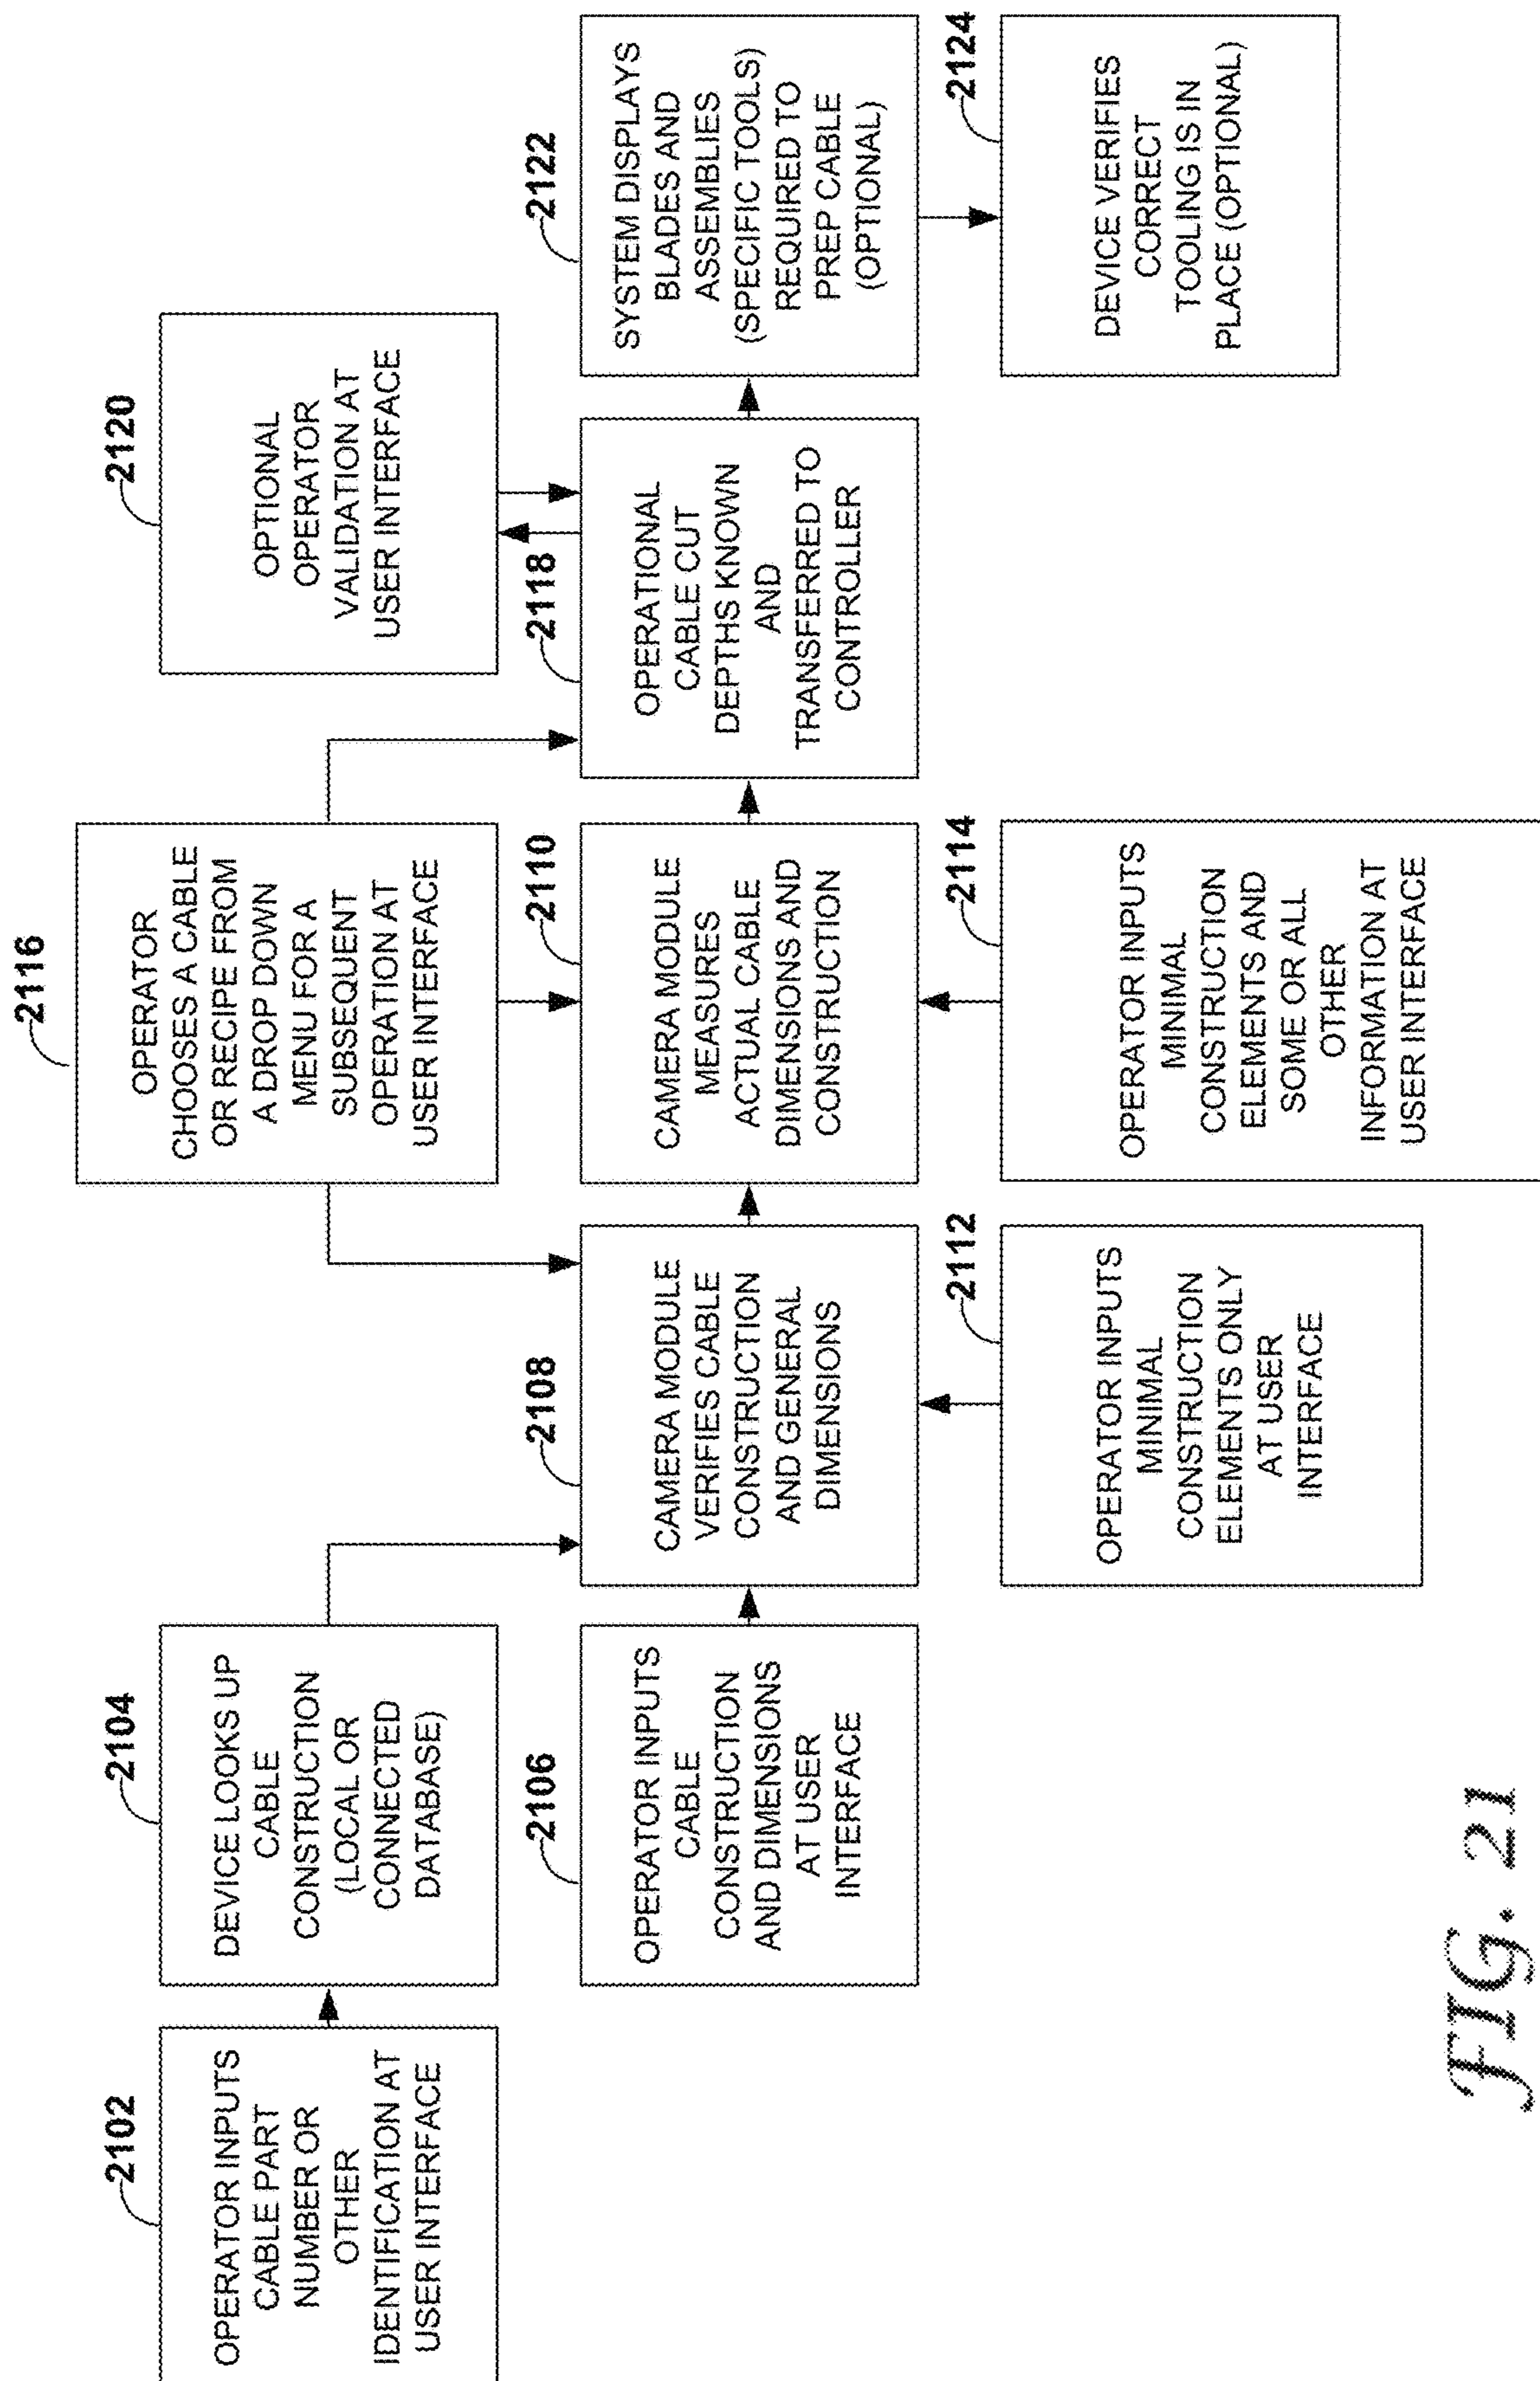 2102
OPERATOR INPUTS
CABLE PART
NUMBER OR
OTHER
IDENTIFICATION AT
USER INTERFACE
2104
DEVICE LOOKS UP
CABLE
CONSTRUCTION
(LOCAL OR
CONNECTED
DATABASE)
2106
OPERATOR INPUTS
CABLE
CONSTRUCTION
AND DIMENSIONS
AT USER
INTERFACE
2108
CAMERA MODULE
VERIFIES CABLE
CONSTRUCTION
AND GENERAL
DIMENSIONS
2112
OPERATOR INPUTS
MINIMAL
CONSTRUCTION
ELEMENTS ONLY
AT USER
INTERFACE
2116
OPERATOR
CHOOSES A CABLE
OR RECIPE FROM
A DROP DOWN
MENU FOR A
SUBSEQUENT
OPERATION AT
USER INTERFACE
2110
CAMERA MODULE
MEASURES
ACTUAL CABLE
DIMENSIONS AND
CONSTRUCTION
2114
OPERATOR INPUTS
MINIMAL
CONSTRUCTION
ELEMENTS AND
SOME OR ALL
OTHER
INFORMATION AT
USER INTERFACE
2120
OPTIONAL
OPERATOR
VALIDATION AT
USER INTERFACE
2118
OPERATIONAL
CABLE CUT
DEPTHS KNOWN
AND
TRANSFERRED TO
CONTROLLER
2122
SYSTEM DISPLAYS
BLADES AND
ASSEMBLIES
(SPECIFIC TOOLS)
REQUIRED TO
PREP CABLE
(OPTIONAL)
2124
DEVICE VERIFIES
CORRECT
TOOLING IS IN
PLACE (OPTIONAL)
FIG. 21